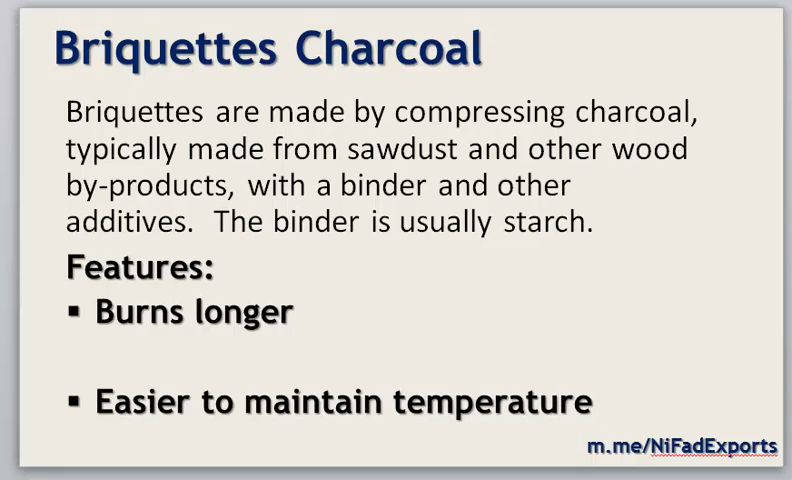 Briquettes Charcoal
Briquettes are made by compressing charcoal,
typically made from sawdust and other wood
by-products, with a binder and other
additives. The binder is usually starch.
Features:
▪ Burns longer
▪ Easier to maintain temperature
m.me/NiFadExports